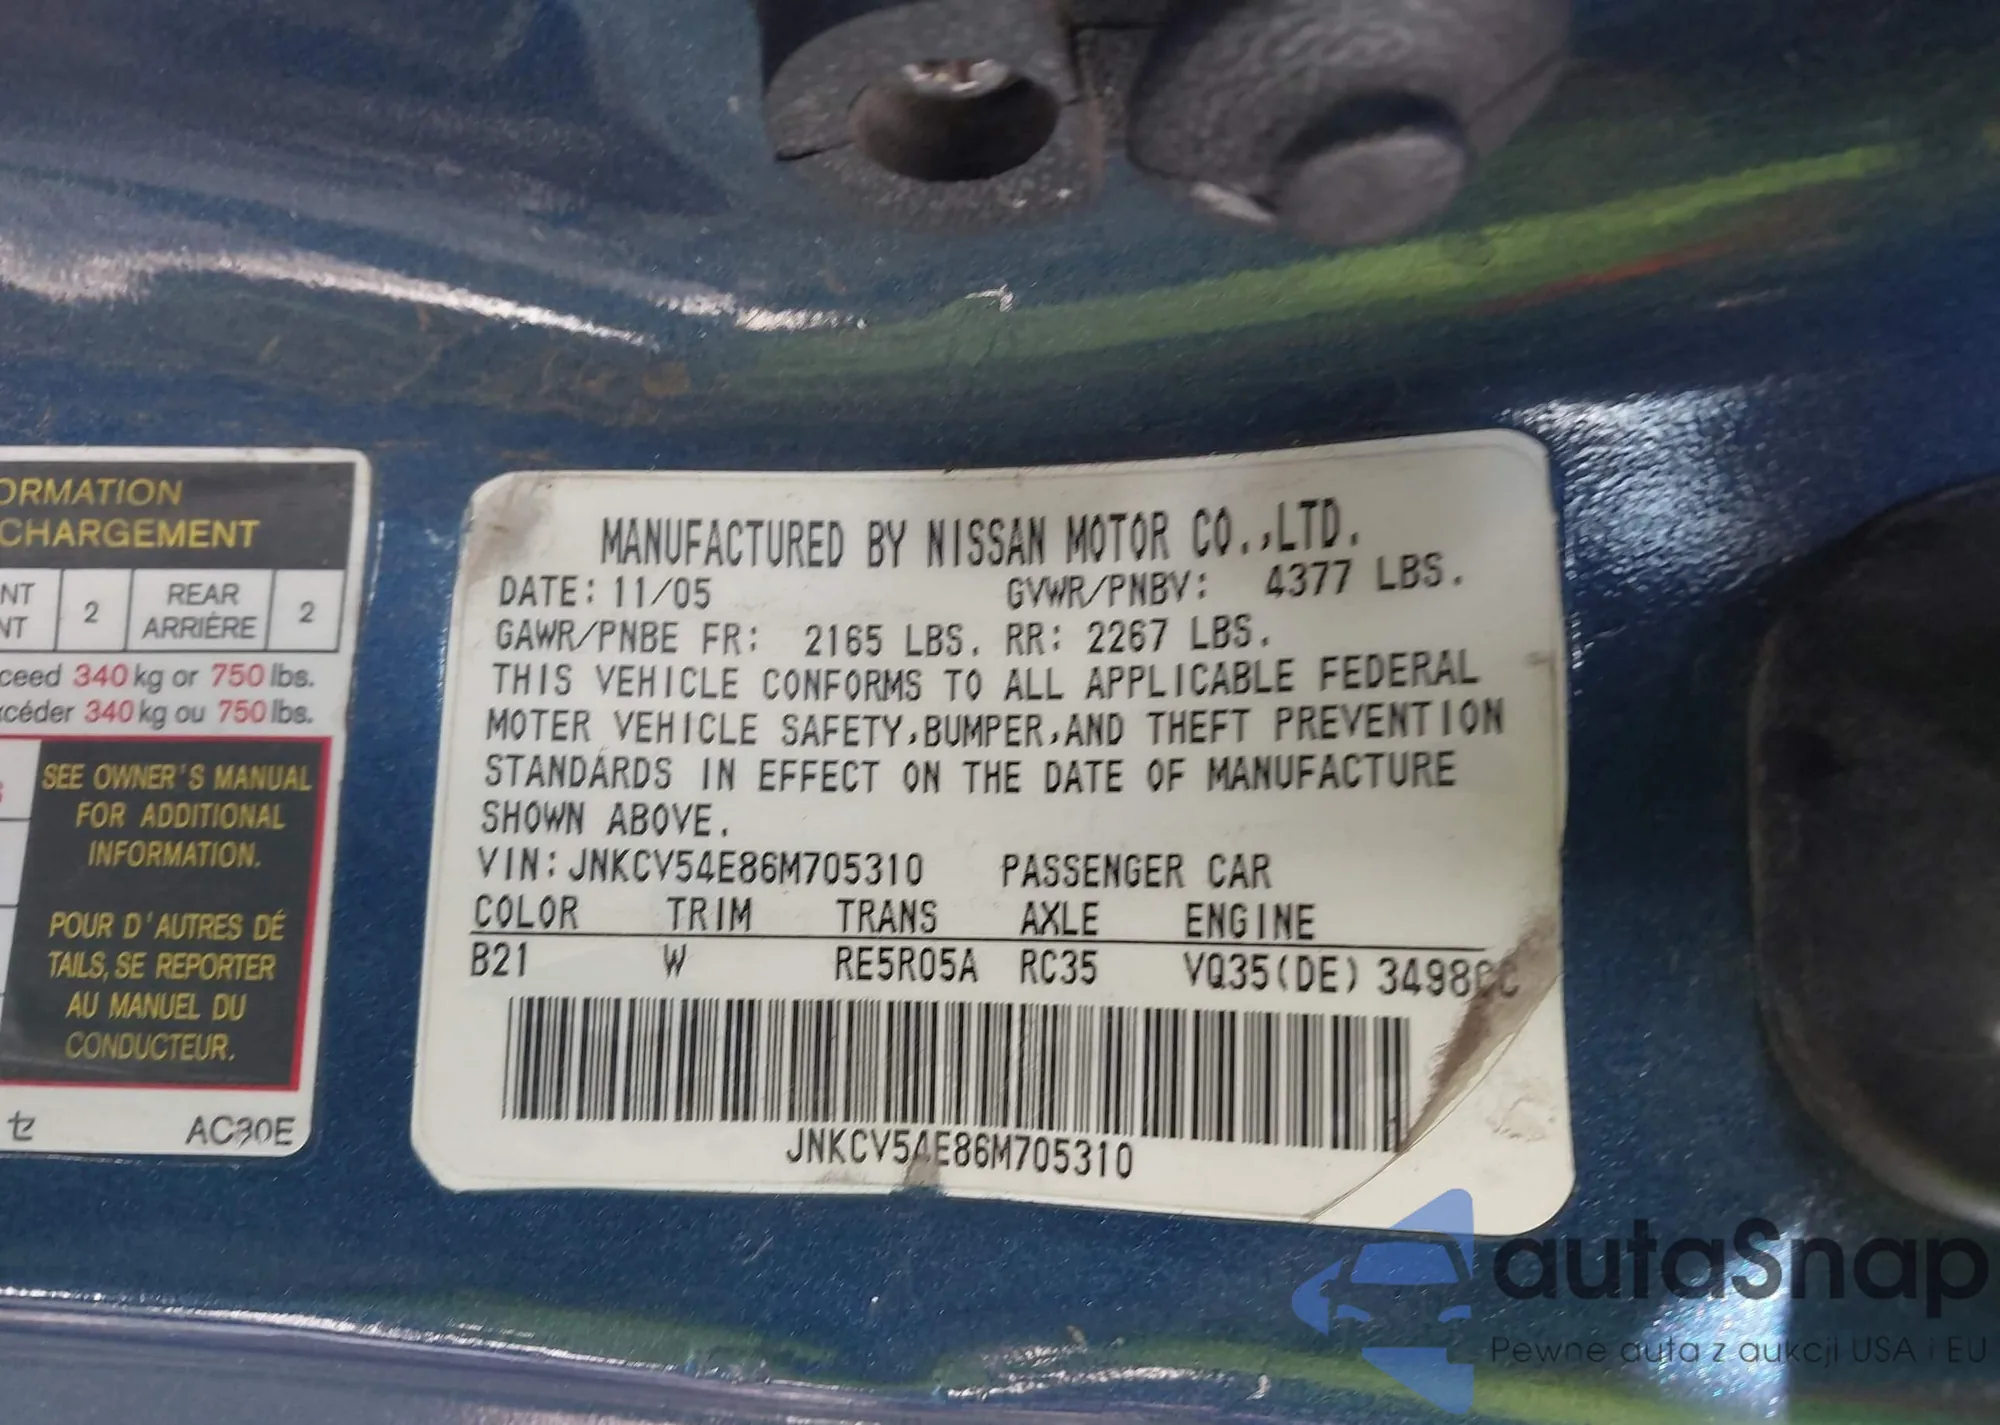 ORMATION
CHARGEMENT
NT 2 REAR 2
NT ARRIÈRE
ceed 340 kg or 750 lbs.
xcéder 340 kg ou 750 lbs.
SEE OWNER'S MANUAL
FOR ADDITIONAL
INFORMATION.
POUR D'AUTRES DÉ
TAILS, SE REPORTER
AU MANUEL DU
CONDUCTEUR.
セ AC30E
MANUFACTURED BY NISSAN MOTOR CO.,LTD.
DATE: 11/05 GVWR/PNBV: 4377 LBS.
GAWR/PNBE FR: 2165 LBS. RR: 2267 LBS.
THIS VEHICLE CONFORMS TO ALL APPLICABLE FEDERAL
MOTER VEHICLE SAFETY,BUMPER,AND THEFT PREVENTION
STANDARDS IN EFFECT ON THE DATE OF MANUFACTURE
SHOWN ABOVE.
VIN: JNKCV54E86M705310 PASSENGER CAR
COLOR TRIM TRANS AXLE ENGINE
B21 W RE5R05A RC35 VQ35(DE) 3498CC
JNKCV54E86M705310
autaSnap
Pewne auta z aukcji USA i EU